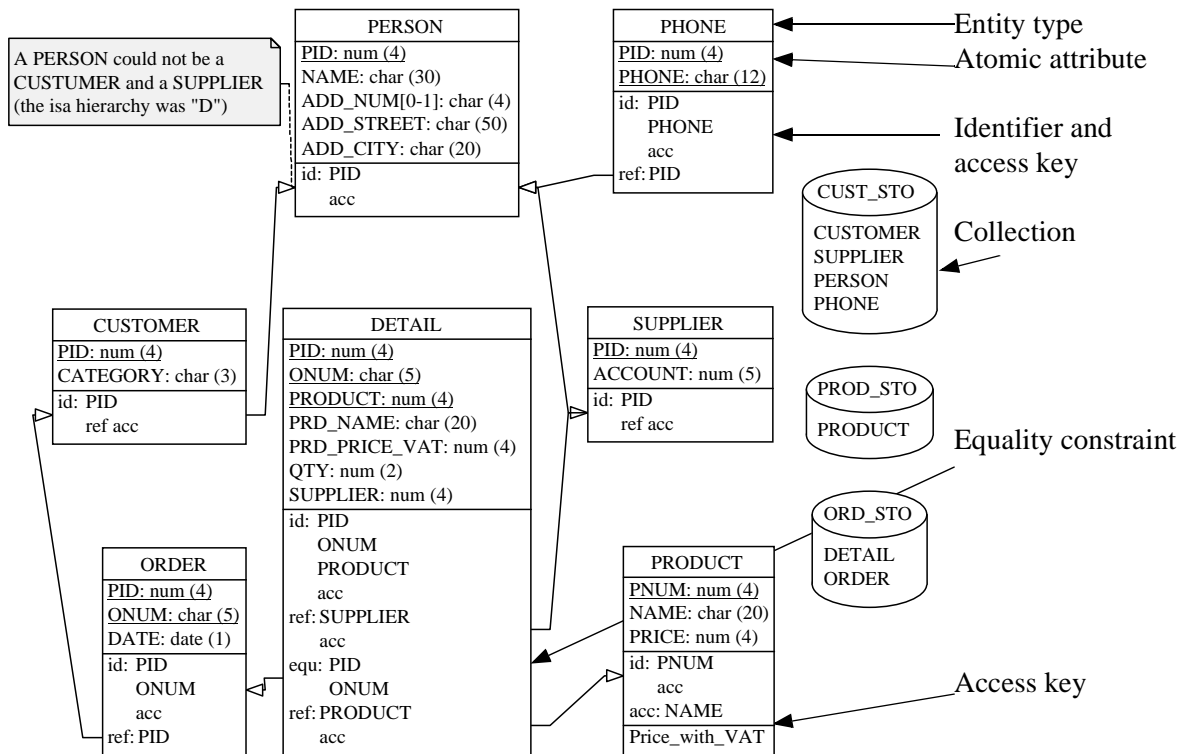 A PERSON could not be a
CUSTUMER and a SUPPLIER
(the isa hierarchy was "D")
PERSON
PID: num (4)
NAME: char (30)
ADD_NUM[0-1]: char (4)
ADD_STREET: char (50)
ADD_CITY: char (20)
id: PID
acc
PHONE
PID: num (4)
PHONE: char (12)
id: PID
PHONE
acc
ref: PID
Entity type
Atomic attribute
Identifier and
access key
CUST_STO
CUSTOMER
SUPPLIER
PERSON
PHONE
Collection
CUSTOMER
PID: num (4)
CATEGORY: char (3)
id: PID
ref acc
DETAIL
PID: num (4)
ONUM: char (5)
PRODUCT: num (4)
PRD_NAME: char (20)
PRD_PRICE_VAT: num (4)
QTY: num (2)
SUPPLIER: num (4)
id: PID
ONUM
PRODUCT
acc
ref: SUPPLIER
acc
equ: PID
ONUM
ref: PRODUCT
acc
SUPPLIER
PID: num (4)
ACCOUNT: num (5)
id: PID
ref acc
PROD_STO
PRODUCT
Equality constraint
ORD_STO
DETAIL
ORDER
ORDER
PID: num (4)
ONUM: char (5)
DATE: date (1)
id: PID
ONUM
acc
ref: PID
PRODUCT
PNUM: num (4)
NAME: char (20)
PRICE: num (4)
id: PNUM
acc
acc: NAME
Price_with_VAT
Access key